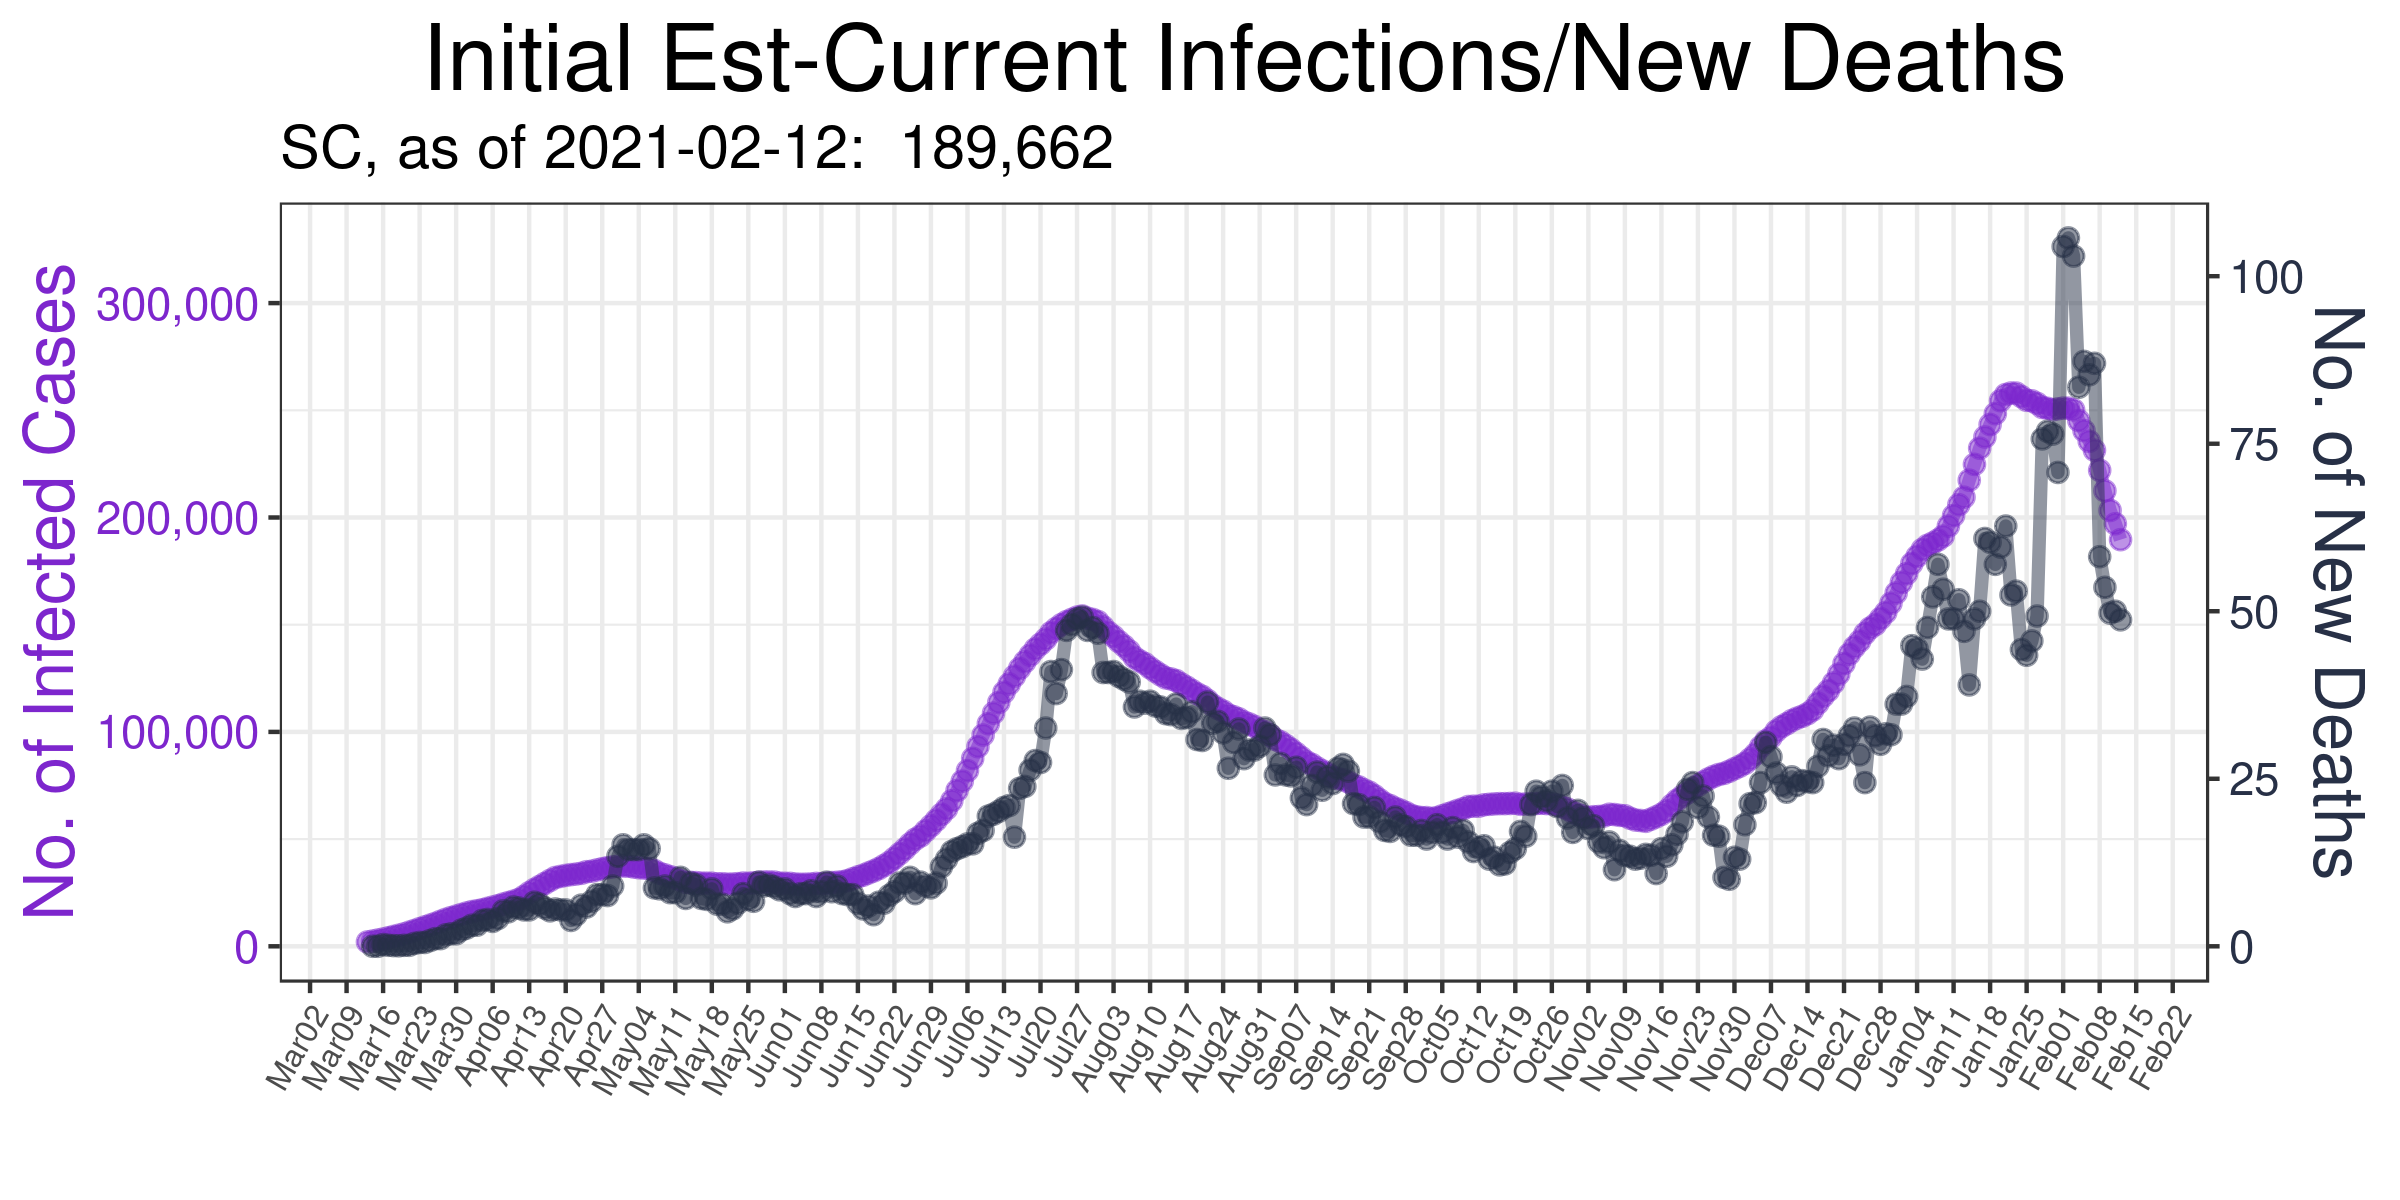 Initial Est-Current Infections/New Deaths
SC, as of 2021-02-12: 189,662
No. of Infected Cases
300,000
200,000
100,000
0
100
75
50
25
0
No. of New Deaths
Mar02
Mar09
Mar16
Mar23
Mar30
Apr06
Apr13
Apr20
Apr27
May04
May11
May18
May25
Jun01
Jun08
Jun15
Jun22
Jun29
Jul06
Jul13
Jul20
Jul27
Aug03
Aug10
Aug17
Aug24
Aug31
Sep07
Sep14
Sep21
Sep28
Oct05
Oct12
Oct19
Oct26
Nov02
Nov09
Nov16
Nov23
Nov30
Dec07
Dec14
Dec21
Dec28
Jan04
Jan11
Jan18
Jan25
Feb01
Feb08
Feb15
Feb22